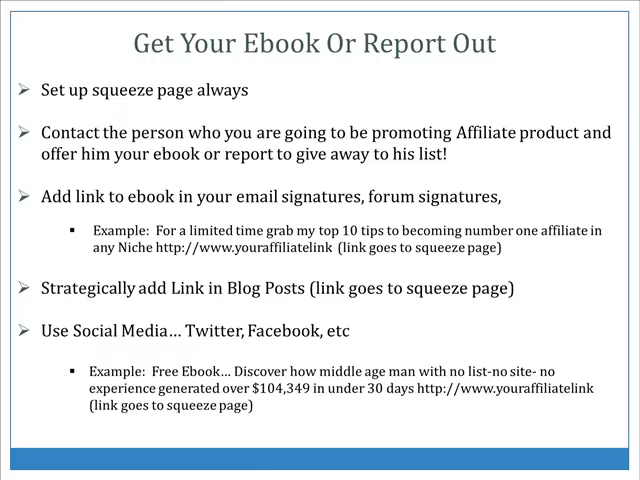 Get Your Ebook Or Report Out
➢ Set up squeeze page always
➢ Contact the person who you are going to be promoting Affiliate product and
offer him your ebook or report to give away to his list!
➢ Add link to ebook in your email signatures, forum signatures,
▪ Example: For a limited time grab my top 10 tips to becoming number one affiliate in
any Niche http://www.youraffiliatelink (link goes to squeeze page)
➢ Strategically add Link in Blog Posts (link goes to squeeze page)
➢ Use Social Media… Twitter, Facebook, etc
▪ Example: Free Ebook… Discover how middle age man with no list-no site- no
experience generated over $104,349 in under 30 days http://www.youraffiliatelink
(link goes to squeeze page)